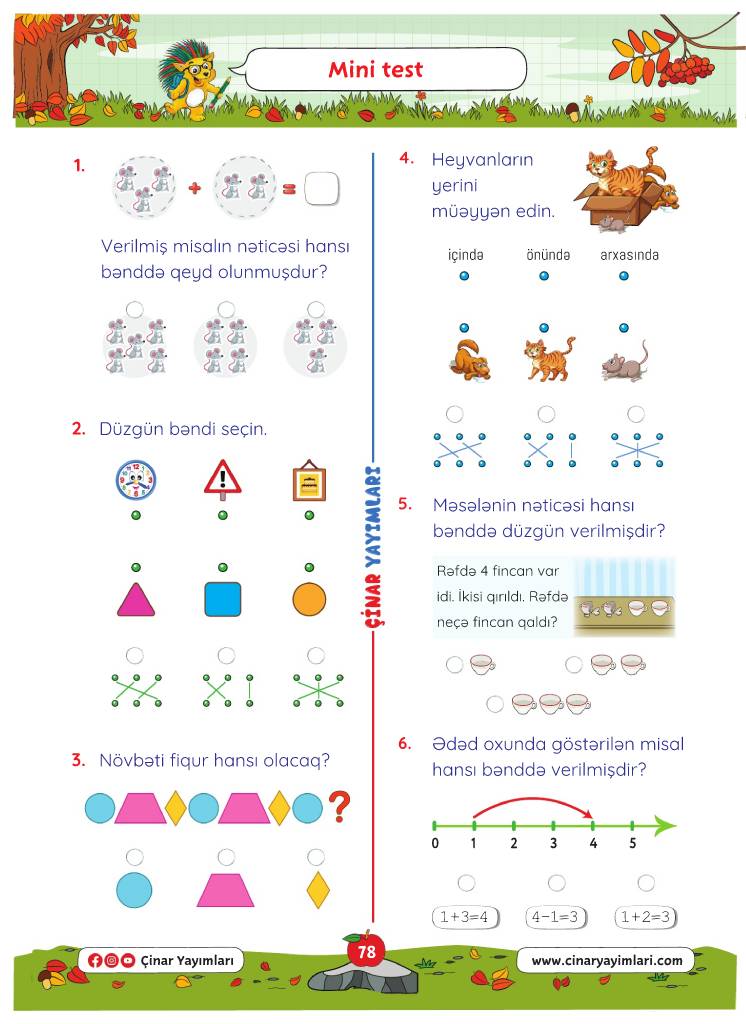 Mini test
1.
+
=
Verilmiş misalın nəticəsi hansı
bənddə qeyd olunmuşdur?
2. Düzgün bəndi seçin.
3. Növbəti fiqur hansı olacaq?
?
4. Heyvanların
yerini
müəyyən edin.
içində önündə arxasında
5. Məsələnin nəticəsi hansı
bənddə düzgün verilmişdir?
Rəfdə 4 fincan var
idi. İkisi qırıldı. Rəfdə
neçə fincan qaldı?
6. Ədəd oxunda göstərilən misal
hansı bənddə verilmişdir?
0 1 2 3 4 5
1+3=4 4-1=3 1+2=3
ÇİNAR YAYIMLARI
Çinar Yayımları
78
www.cinaryayimlari.com